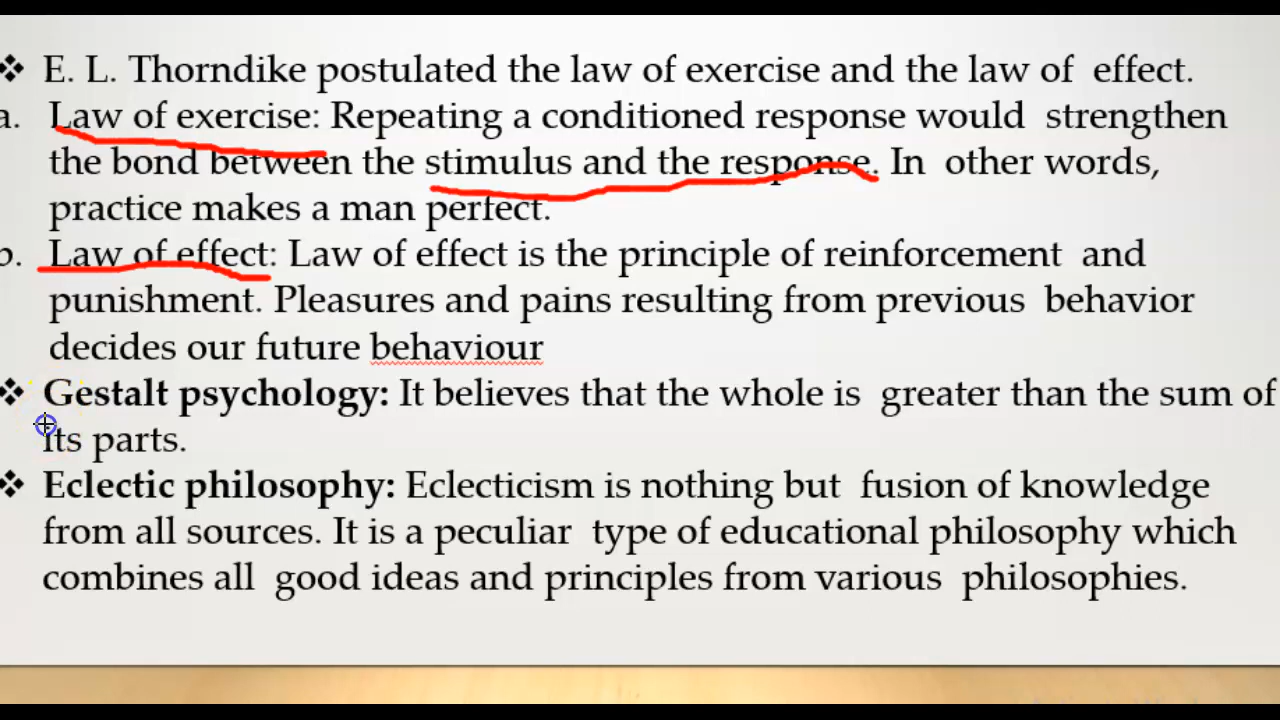 ❖ E. L. Thorndike postulated the law of exercise and the law of effect.
a. Law of exercise: Repeating a conditioned response would strengthen
the bond between the stimulus and the response. In other words,
practice makes a man perfect.
b. Law of effect: Law of effect is the principle of reinforcement and
punishment. Pleasures and pains resulting from previous behavior
decides our future behaviour
❖ Gestalt psychology: It believes that the whole is greater than the sum of
its parts.
❖ Eclectic philosophy: Eclecticism is nothing but fusion of knowledge
from all sources. It is a peculiar type of educational philosophy which
combines all good ideas and principles from various philosophies.